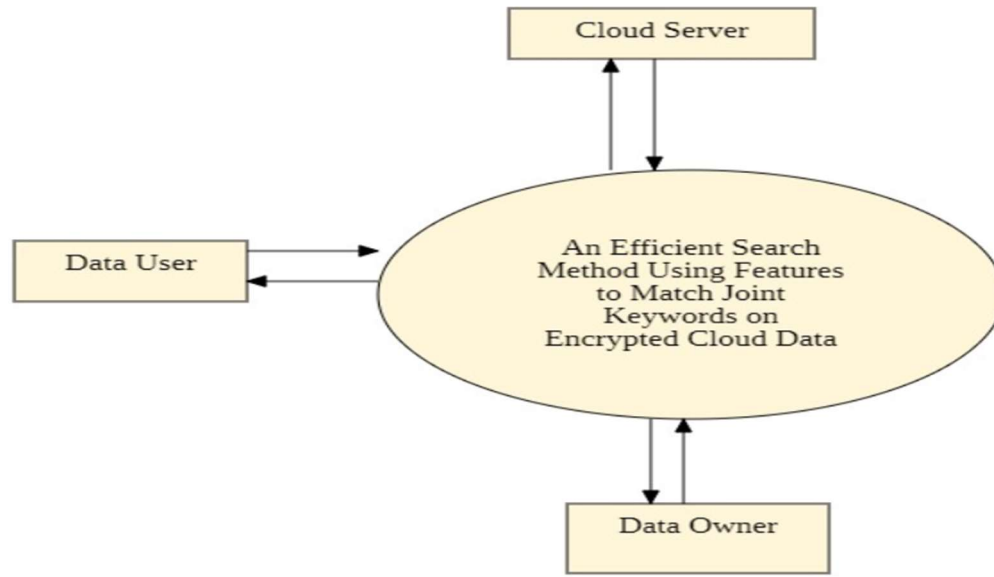 Cloud Server
Data User
An Efficient Search
Method Using Features
to Match Joint
Keywords on
Encrypted Cloud Data
Data Owner